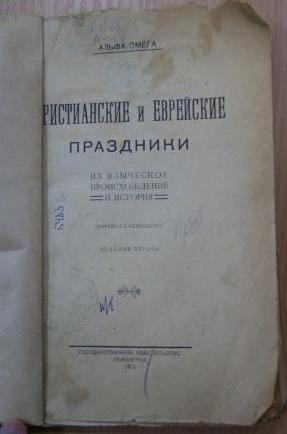 АЛЬФА-ОМЕГА
РИСТИАНСКИЕ и ЕВРЕЙСКИЕ
ПРАЗДНИКИ
ИХ ЯЗЫЧЕСКОЕ
ПРОИСХОЖДЕНИЕ
И ИСТОРИЯ
ИЗДАНИЕ ВТОРОЕ
ГОСУДАРСТВЕННОЕ ИЗДАТЕЛЬСТВО
ЛЕНИНГРАД